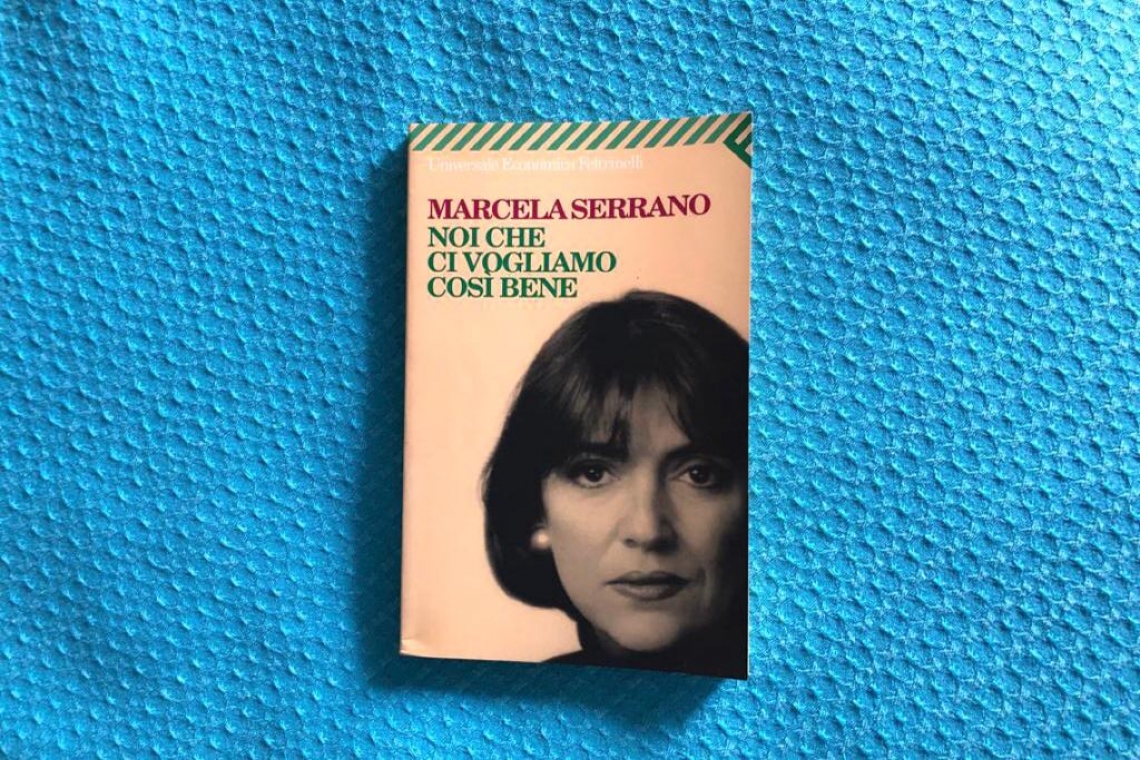 Universale Economica Feltrinelli
MARCELA SERRANO
NOI CHE
CI VOGLIAMO
COSÌ BENE